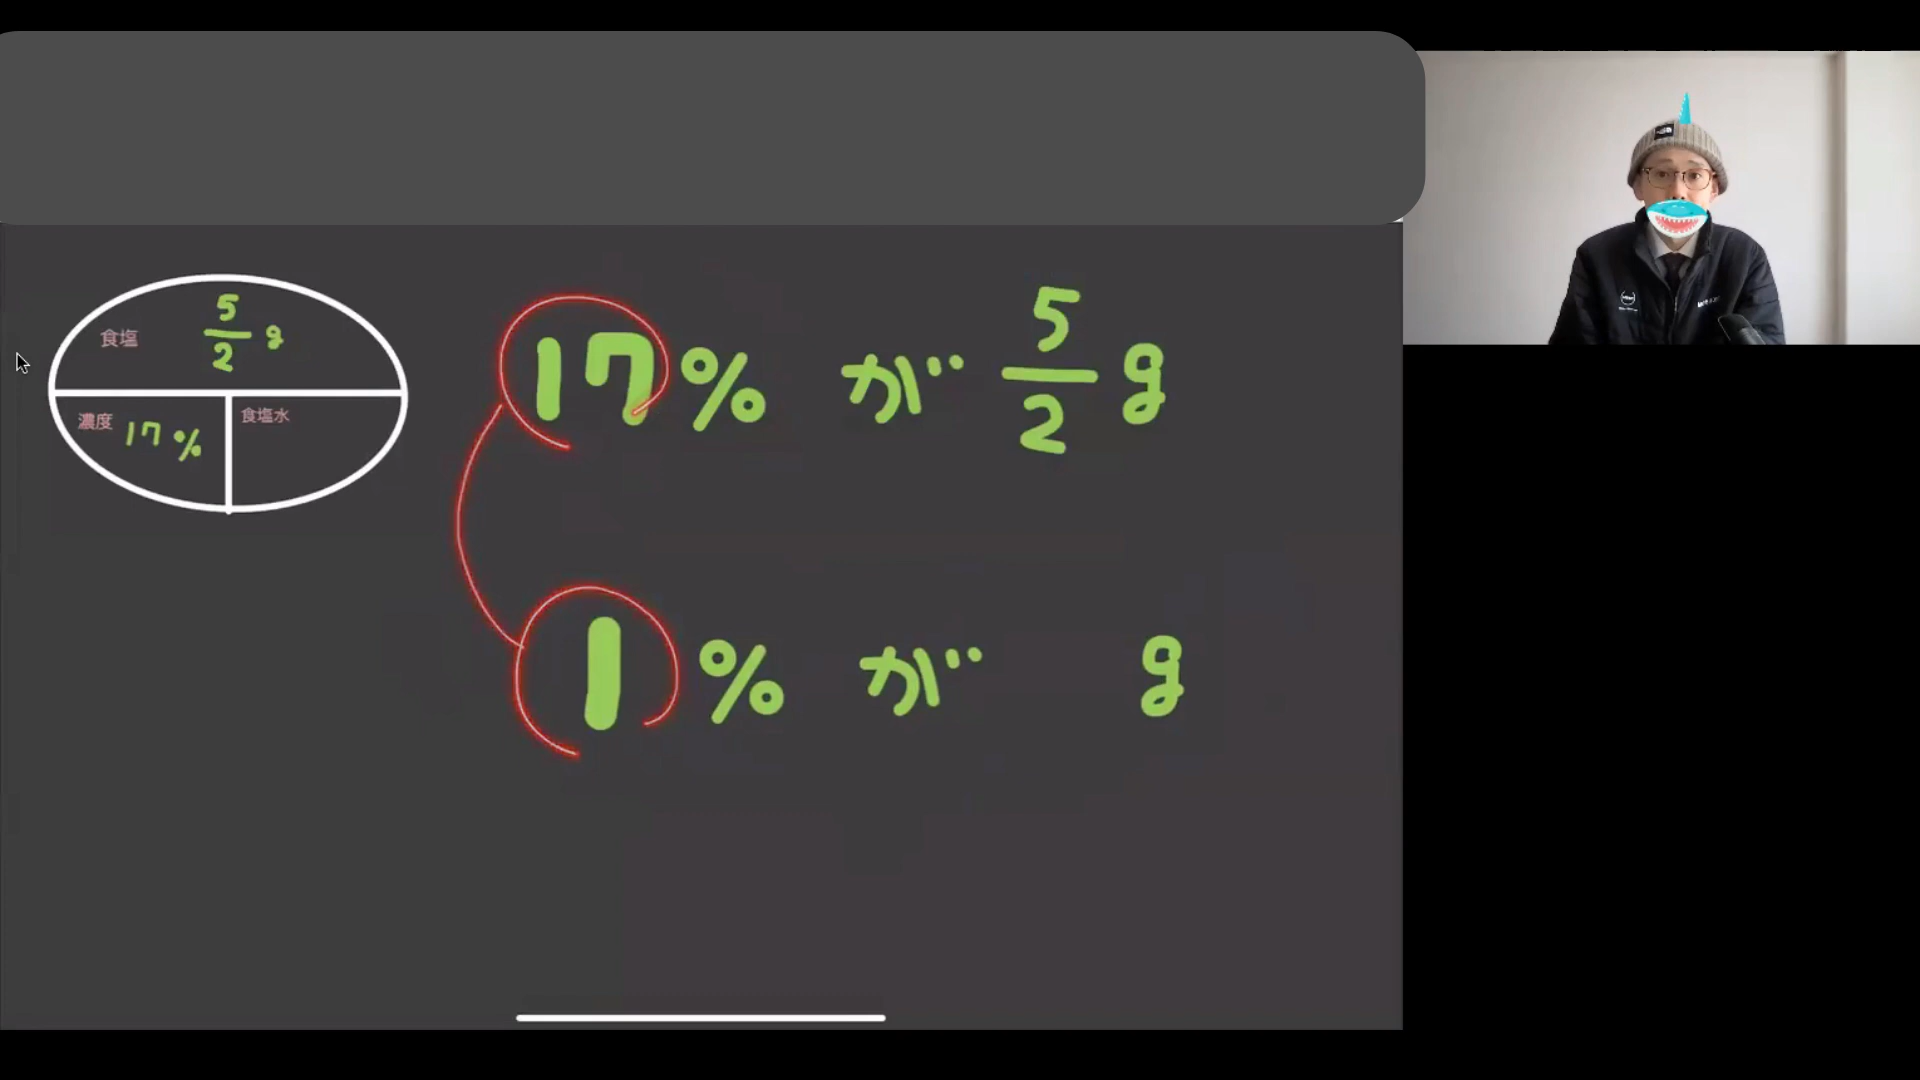 食塩 5/2 g
濃度 17%
食塩水
17% が 5/2 g
1% が g